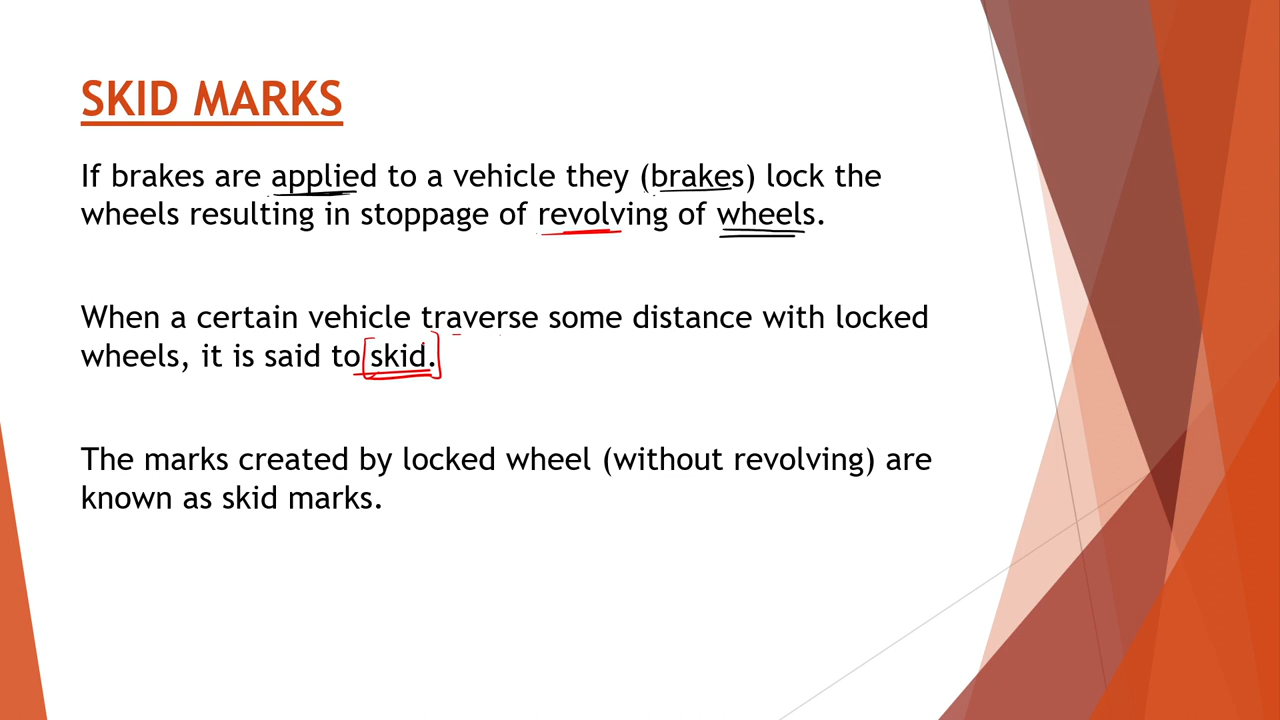 SKID MARKS
If brakes are applied to a vehicle they (brakes) lock the
wheels resulting in stoppage of revolving of wheels.
When a certain vehicle traverse some distance with locked
wheels, it is said to skid.
The marks created by locked wheel (without revolving) are
known as skid marks.